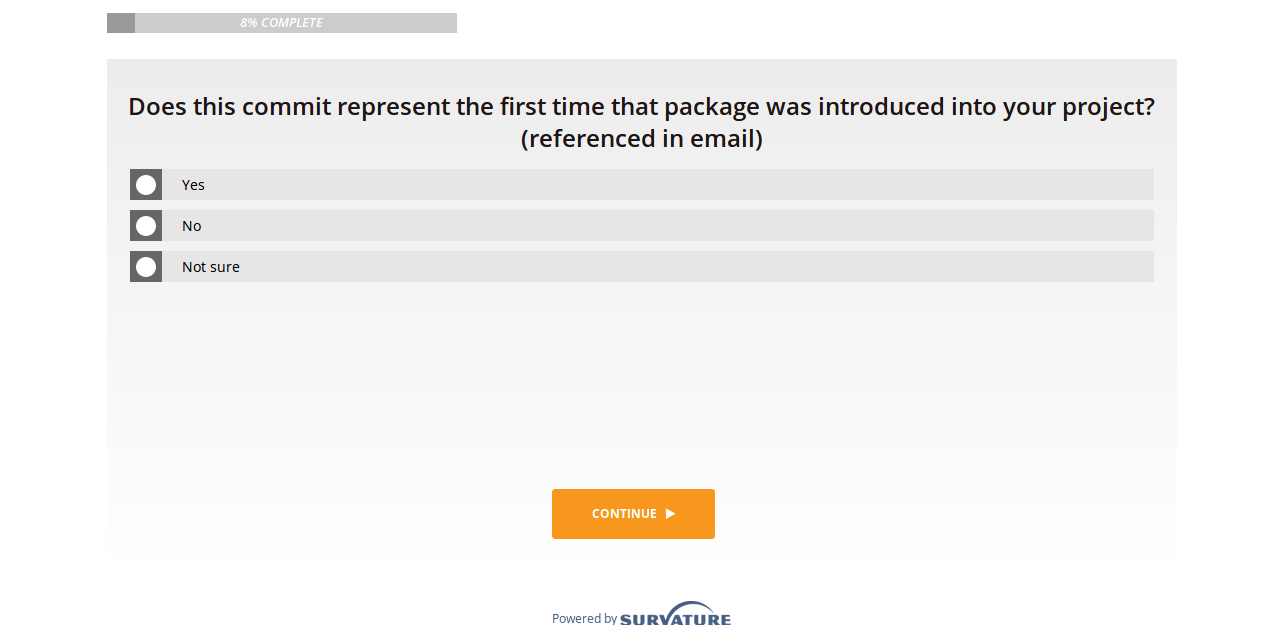 8% COMPLETE
Does this commit represent the first time that package was introduced into your project?
(referenced in email)
Yes
No
Not sure
CONTINUE
Powered by SURVATURE